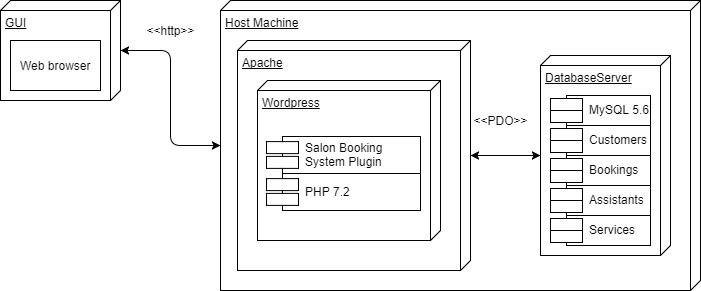 GUI
Web browser
<<http>>
Host Machine
Apache
Wordpress
Salon Booking
System Plugin
PHP 7.2
<<PDO>>
DatabaseServer
MySQL 5.6
Customers
Bookings
Assistants
Services